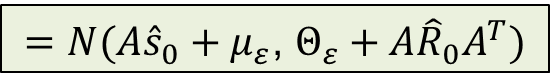 = N(Aŝ₀ + μ_ε, Θ_ε + AR̂₀Aᵀ)